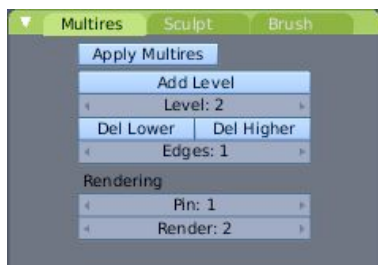 Multires Sculpt Brush
Apply Multires
Add Level
Level: 2
Del Lower Del Higher
Edges: 1
Rendering
Pin: 1
Render: 2